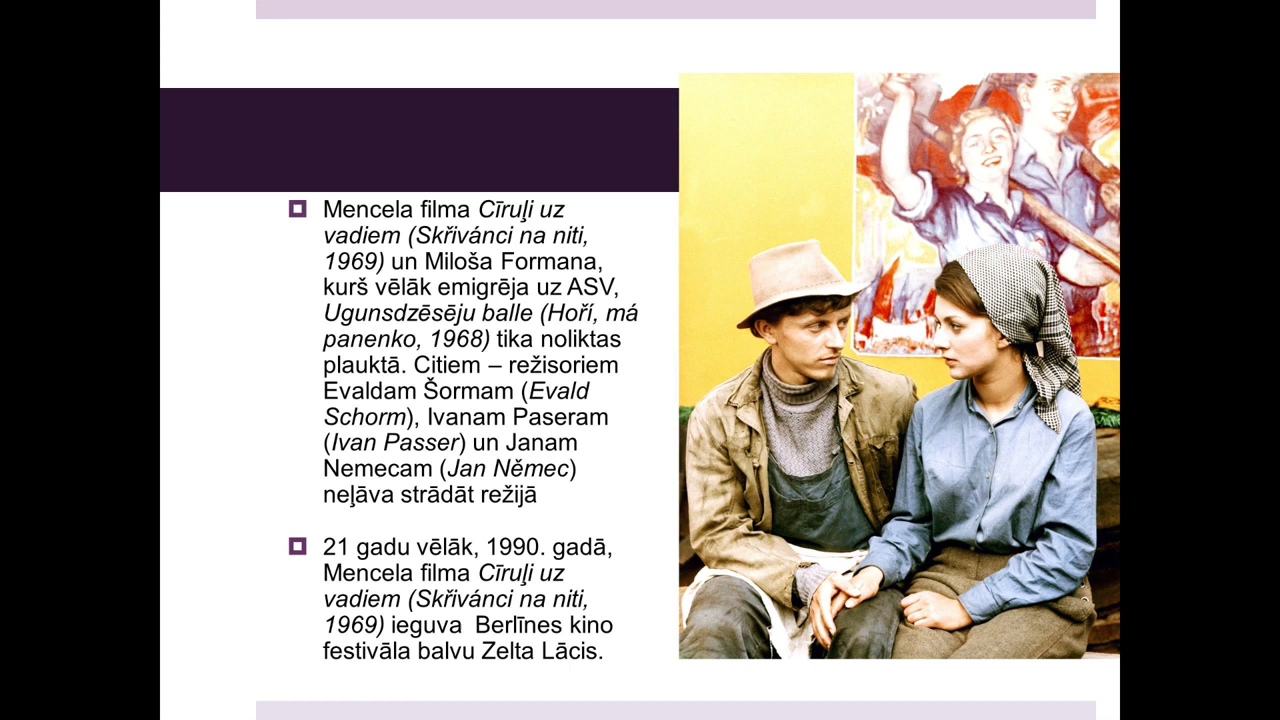 Mencela filma Cīruļi uz
vadiem (Skřivánci na niti,
1969) un Miloša Formana,
kurš vēlāk emigrēja uz ASV,
Ugunsdzēsēju balle (Hoří, má
panenko, 1968) tika noliktas
plauktā. Citiem – režisoriem
Evaldam Šormam (Evald
Schorm), Ivanam Paseram
(Ivan Passer) un Janam
Nemecam (Jan Němec)
neļāva strādāt režijā
21 gadu vēlāk, 1990. gadā,
Mencela filma Cīruļi uz
vadiem (Skřivánci na niti,
1969) ieguva  Berlīnes kino
festivāla balvu Zelta Lācis.